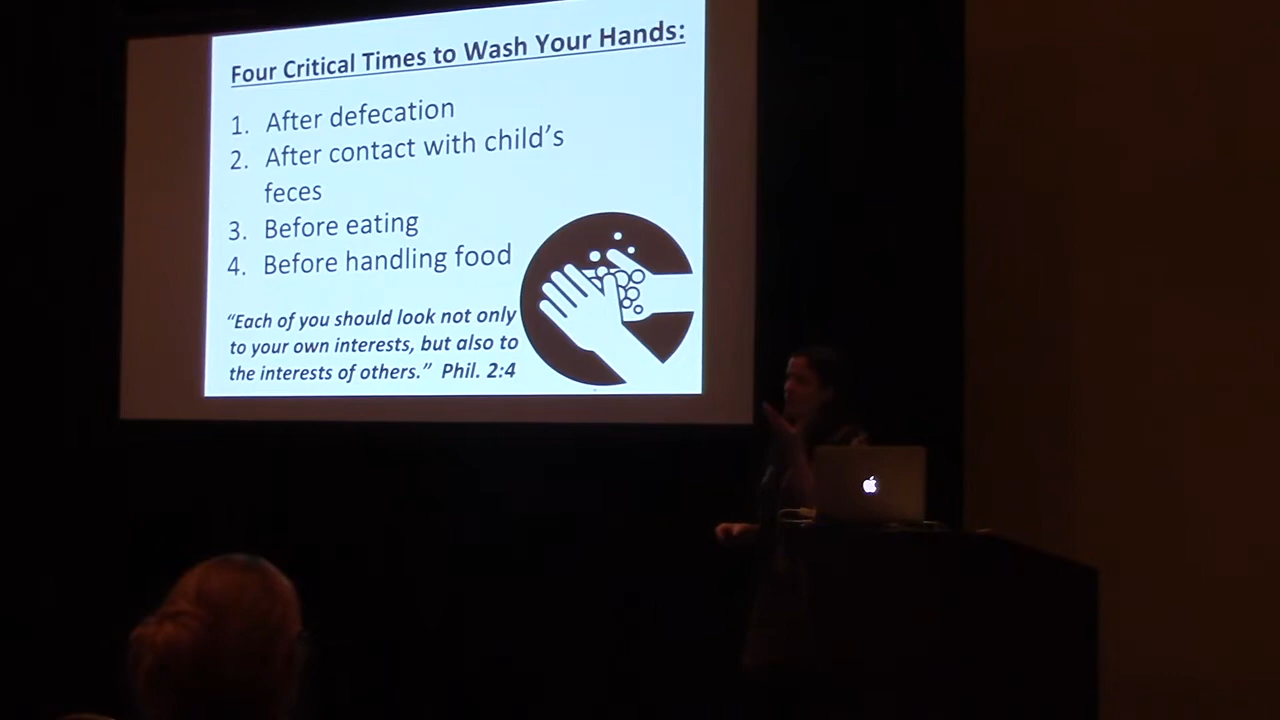 Four Critical Times to Wash Your Hands:
1. After defecation
2. After contact with child's
feces
3. Before eating
4. Before handling food
“Each of you should look not only
to your own interests, but also to
the interests of others.” Phil. 2:4